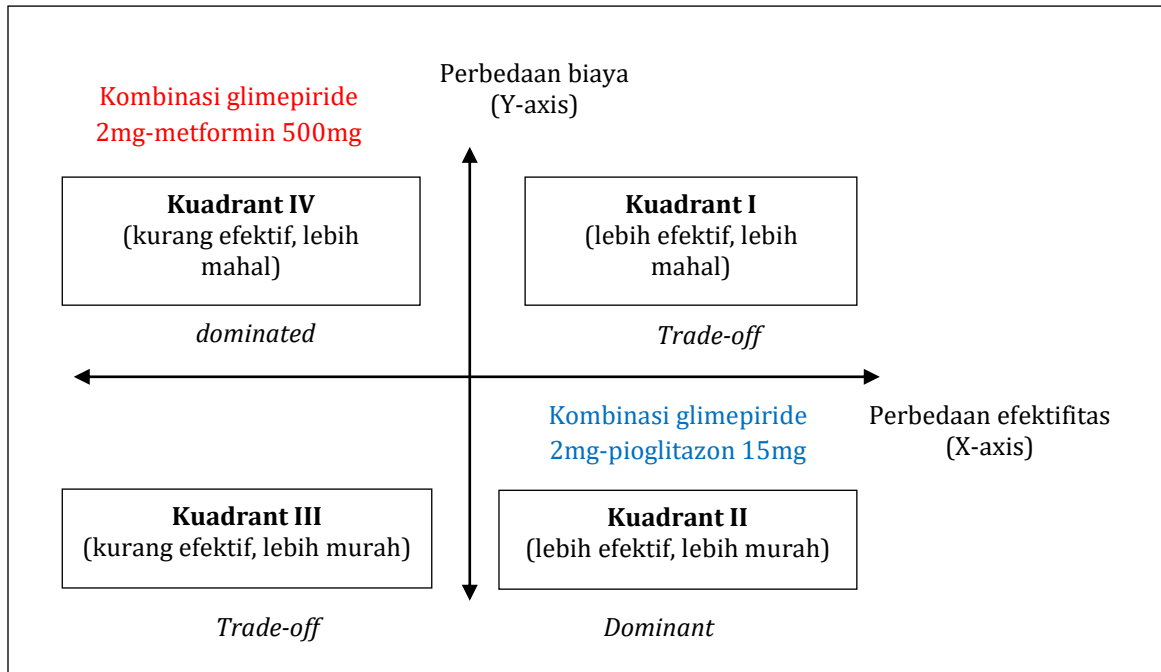 Perbedaan biaya
(Y-axis)
Kombinasi glimepiride
2mg-metformin 500mg
Kuadrant IV
(kurang efektif, lebih
mahal)
dominated
Kuadrant I
(lebih efektif, lebih
mahal)
Trade-off
Kombinasi glimepiride
2mg-pioglitazon 15mg
Perbedaan efektifitas
(X-axis)
Kuadrant III
(kurang efektif, lebih murah)
Trade-off
Kuadrant II
(lebih efektif, lebih murah)
Dominant